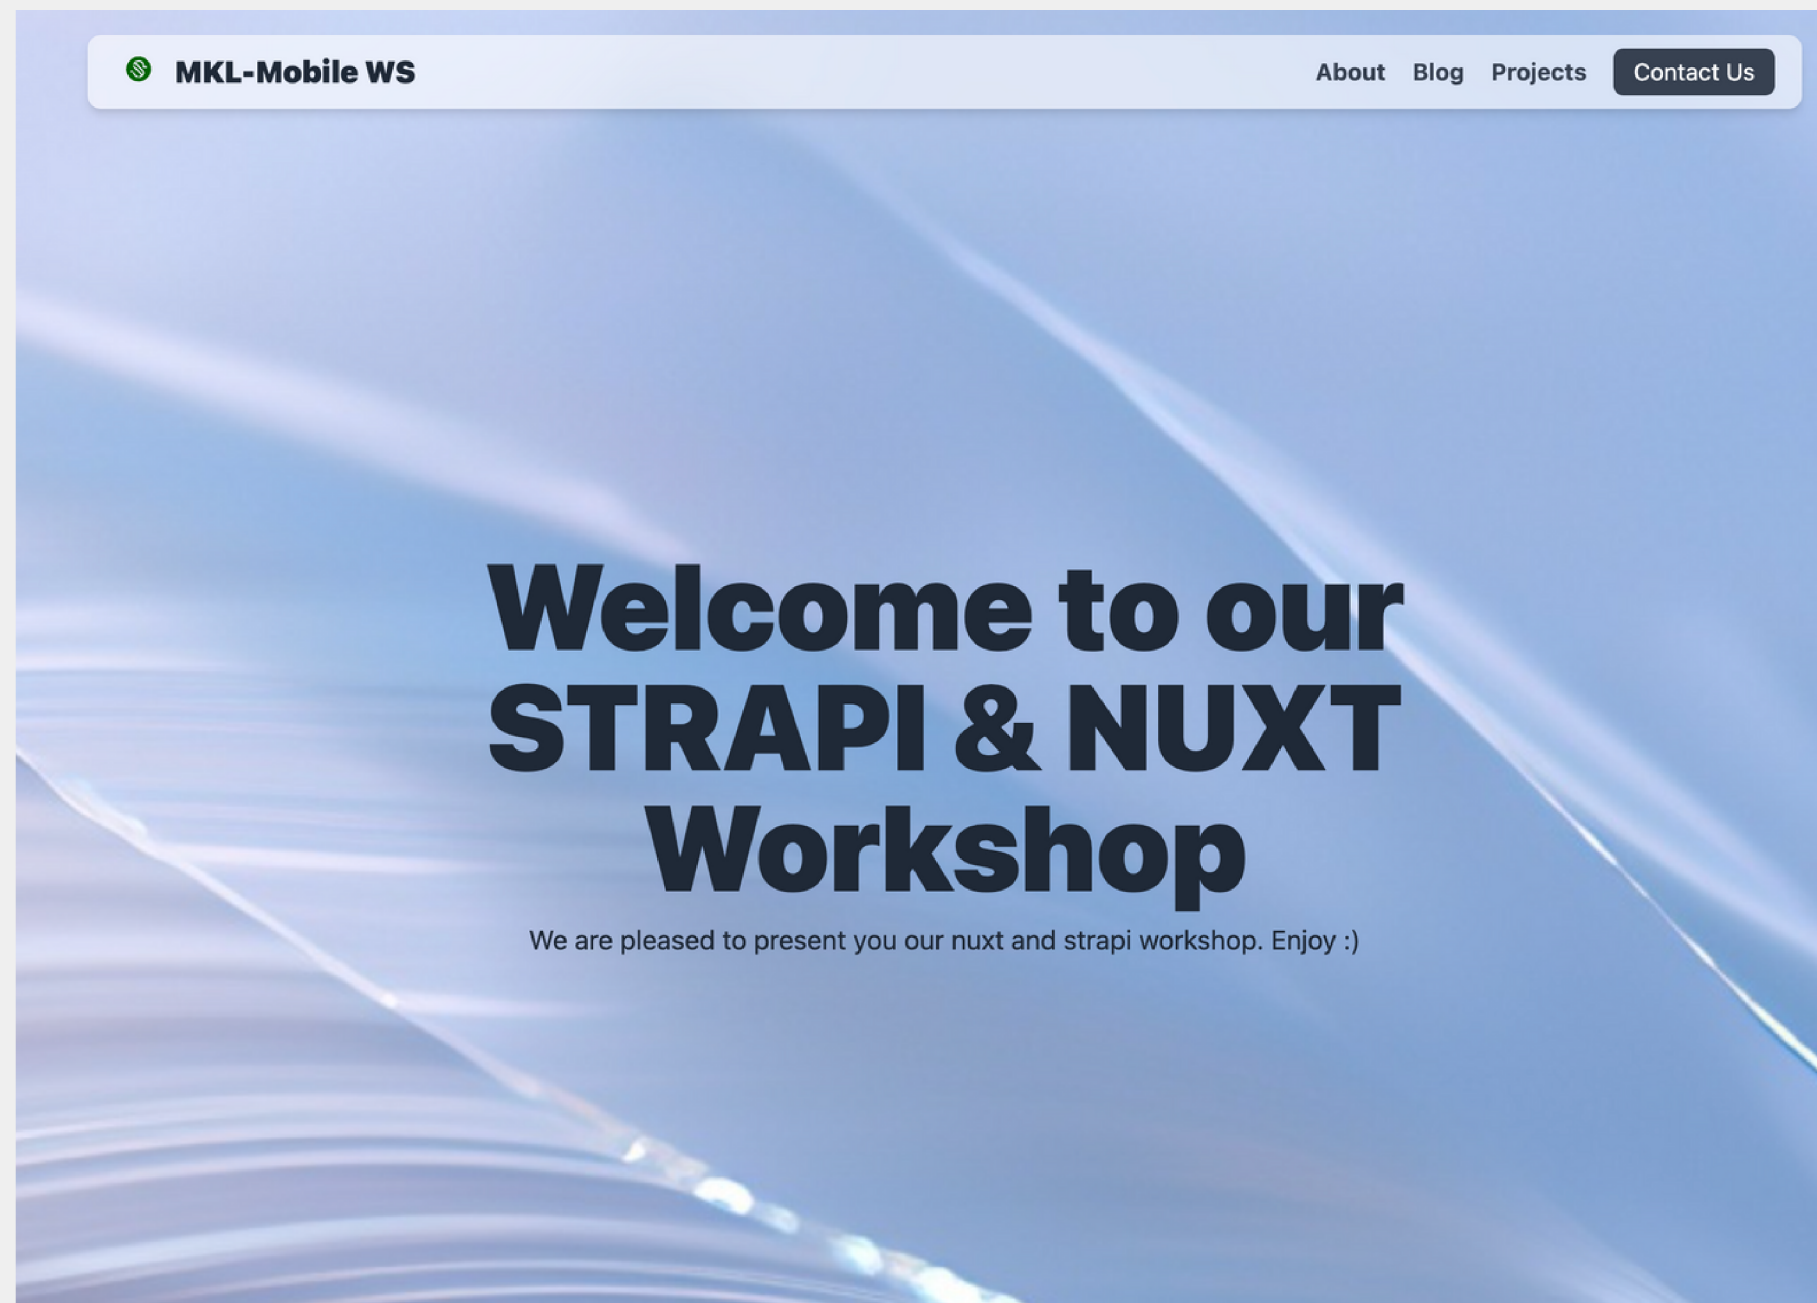 MKL-Mobile WS
About
Blog
Projects
Contact Us
Welcome to our
STRAPI & NUXT
Workshop
We are pleased to present you our nuxt and strapi workshop. Enjoy :)